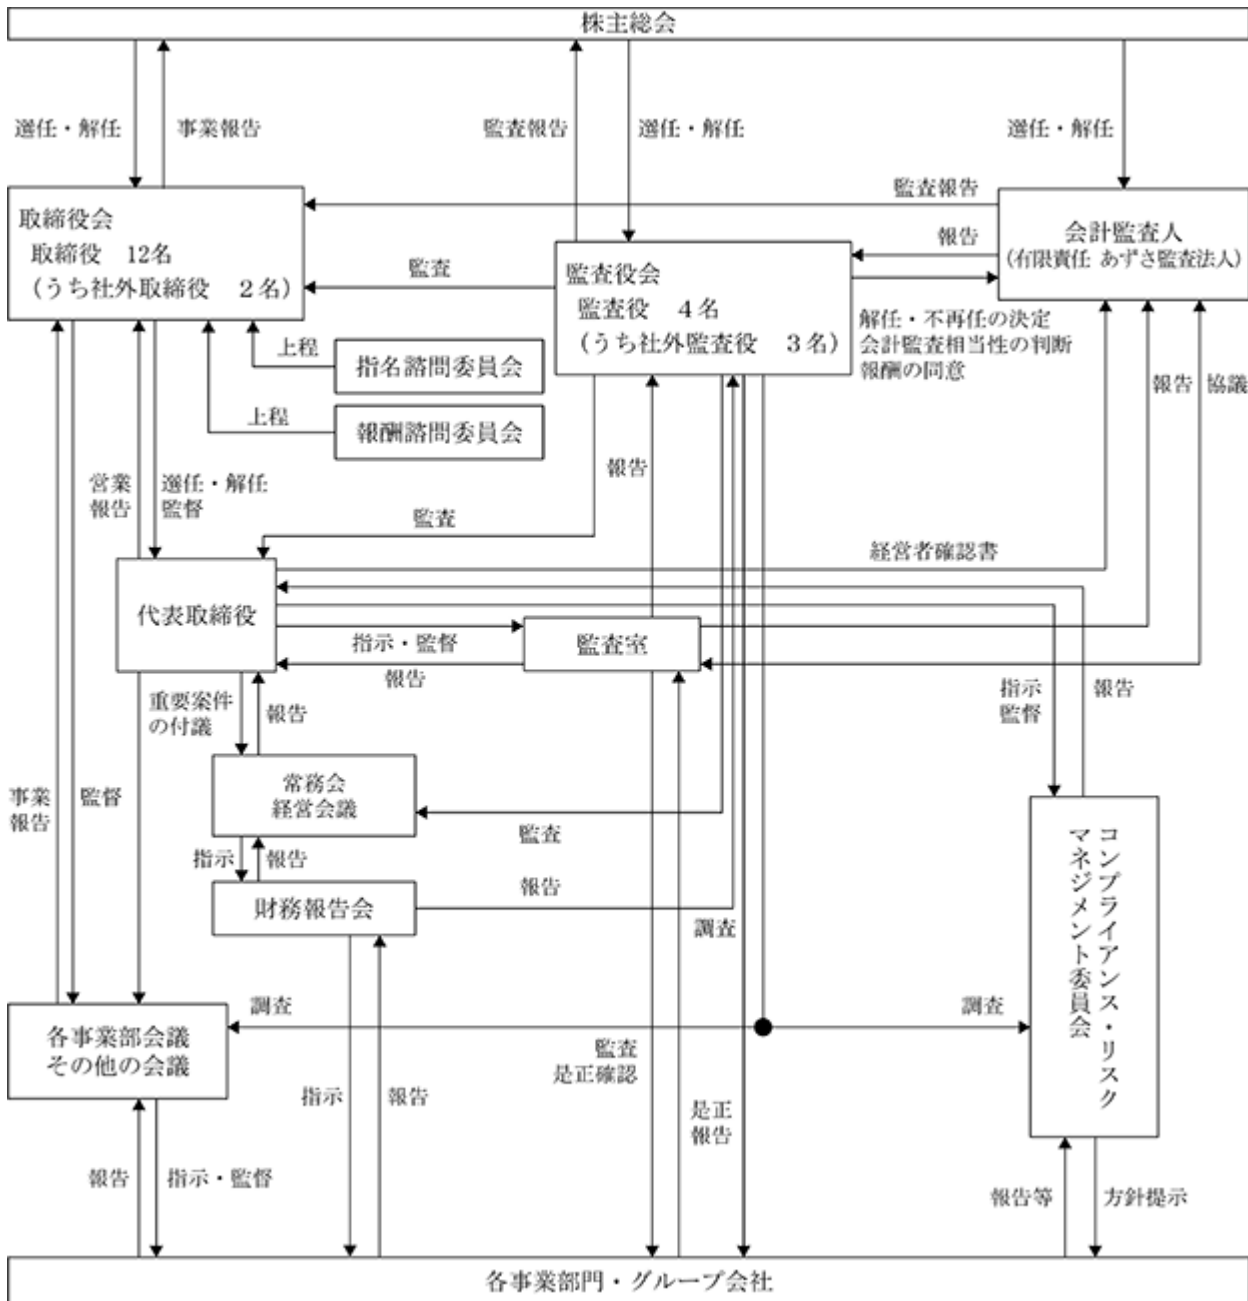 株主総会
選任・解任
事業報告
監査報告
選任・解任
選任・解任
取締役会
取締役 12名
(うち社外取締役 2名)
監査報告
会計監査人
(有限責任 あずさ監査法人)
報告
監査
監査役会
監査役 4名
(うち社外監査役 3名)
解任・不再任の決定
会計監査相当性の判断
報酬の同意
上程
指名諮問委員会
上程
報酬諮問委員会
報告
協議
営業
報告
選任・解任
監督
報告
監査
経営者確認書
代表取締役
指示・監督
監査室
報告
重要案件
の付議
報告
指示
監督
報告
常務会
経営会議
監査
事業
報告
監督
指示
報告
財務報告会
報告
調査
コンプライアンス・リスク
マネジメント委員会
各事業部会議
その他の会議
調査
調査
監査
是正確認
指示
報告
是正
報告
報告
指示・監督
報告等
方針提示
各事業部門・グループ会社